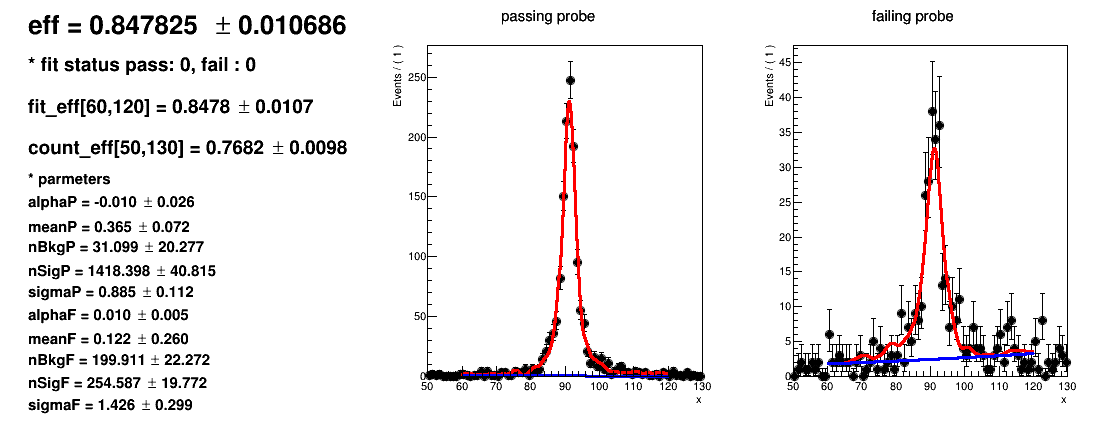 eff = 0.847825 ± 0.010686
* fit status pass: 0, fail : 0
fit_eff[60,120] = 0.8478 ± 0.0107
count_eff[50,130] = 0.7682 ± 0.0098
* parmeters
alphaP = -0.010 ± 0.026
meanP = 0.365 ± 0.072
nBkgP = 31.099 ± 20.277
nSigP = 1418.398 ± 40.815
sigmaP = 0.885 ± 0.112
alphaF = 0.010 ± 0.005
meanF = 0.122 ± 0.260
nBkgF = 199.911 ± 22.272
nSigF = 254.587 ± 19.772
sigmaF = 1.426 ± 0.299
passing probe
Events / ( 1 )
250
200
150
100
50
0
50 60 70 80 90 100 110 120 130
x
failing probe
Events / ( 1 )
45
40
35
30
25
20
15
10
5
0
50 60 70 80 90 100 110 120 130
x